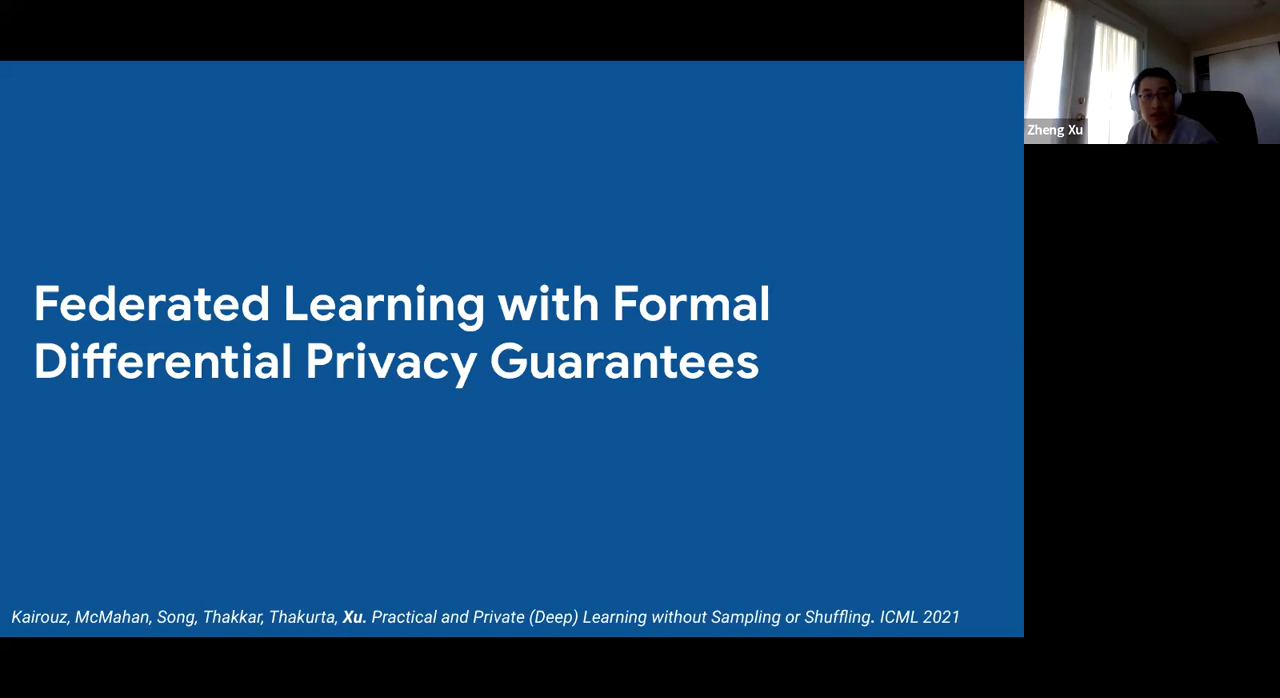 Zheng Xu
Federated Learning with Formal
Differential Privacy Guarantees
Kairouz, McMahan, Song, Thakkar, Thakurta, Xu. Practical and Private (Deep) Learning without Sampling or Shuffling. ICML 2021